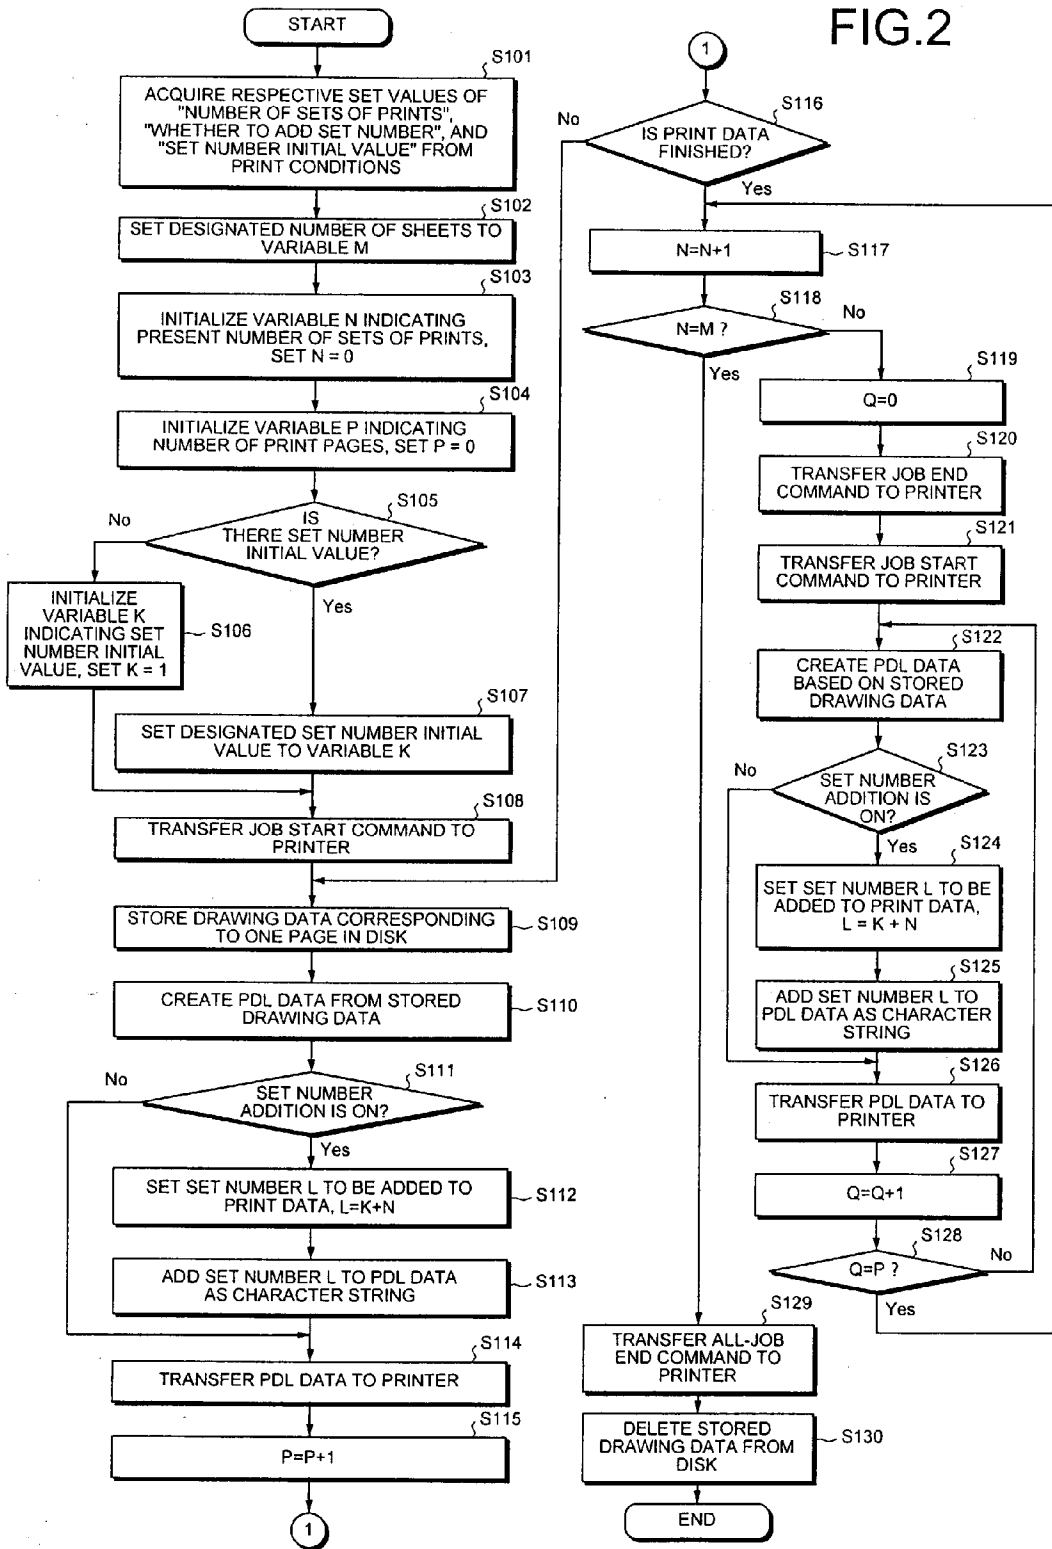 FIG.2
START
S101
ACQUIRE RESPECTIVE SET VALUES OF
"NUMBER OF SETS OF PRINTS",
"WHETHER TO ADD SET NUMBER", AND
"SET NUMBER INITIAL VALUE" FROM
PRINT CONDITIONS
S102
SET DESIGNATED NUMBER OF SHEETS TO
VARIABLE M
S103
INITIALIZE VARIABLE N INDICATING
PRESENT NUMBER OF SETS OF PRINTS,
SET N = 0
S104
INITIALIZE VARIABLE P INDICATING
NUMBER OF PRINT PAGES, SET P = 0
S105
IS
THERE SET NUMBER
INITIAL VALUE?
No
Yes
INITIALIZE
VARIABLE K
INDICATING SET
NUMBER INITIAL
VALUE, SET K = 1
S106
S107
SET DESIGNATED SET NUMBER INITIAL
VALUE TO VARIABLE K
S108
TRANSFER JOB START COMMAND TO
PRINTER
STORE DRAWING DATA CORRESPONDING
TO ONE PAGE IN DISK
S109
CREATE PDL DATA FROM STORED
DRAWING DATA
S110
S111
No
SET NUMBER
ADDITION IS ON?
Yes
SET SET NUMBER L TO BE ADDED TO
PRINT DATA, L=K+N
S112
ADD SET NUMBER L TO PDL DATA
AS CHARACTER STRING
S113
S114
TRANSFER PDL DATA TO PRINTER
S115
P=P+1
1
1
S116
No
IS PRINT DATA
FINISHED?
Yes
N=N+1
S117
S118
N=M ?
No
Yes
S119
Q=0
S120
TRANSFER JOB END
COMMAND TO PRINTER
S121
TRANSFER JOB START
COMMAND TO PRINTER
S122
CREATE PDL DATA
BASED ON STORED
DRAWING DATA
S123
No
SET NUMBER
ADDITION IS
ON?
Yes
S124
SET SET NUMBER L TO BE
ADDED TO PRINT DATA,
L = K + N
S125
ADD SET NUMBER L TO
PDL DATA AS CHARACTER
STRING
S126
TRANSFER PDL DATA TO
PRINTER
S127
Q=Q+1
S128
Q=P ?
No
Yes
S129
TRANSFER ALL-JOB
END COMMAND TO
PRINTER
DELETE STORED
DRAWING DATA FROM
DISK
S130
END